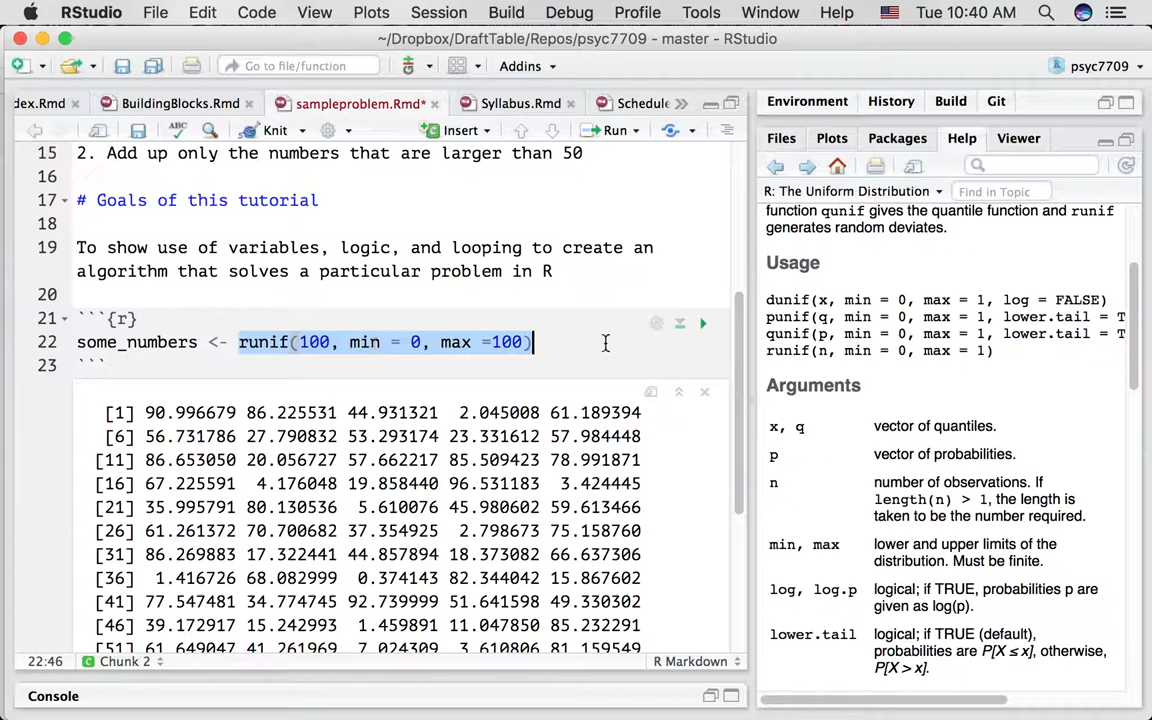 RStudio File Edit Code View Plots Session Build Debug Profile Tools Window Help Tue 10:40 AM
~/Dropbox/DraftTable/Repos/psyc7709 - master - RStudio
Go to file/function Addins psyc7709
dex.Rmd BuildingBlocks.Rmd sampleproblem.Rmd* Syllabus.Rmd Schedule
ABC Knit Insert Run
15 2. Add up only the numbers that are larger than 50
16
17 # Goals of this tutorial
18
19 To show use of variables, logic, and looping to create an
algorithm that solves a particular problem in R
20
21 ```{r}
22 some_numbers <- runif(100, min = 0, max =100)
23 ```
[1] 90.996679 86.225531 44.931321 2.045008 61.189394
[6] 56.731786 27.790832 53.293174 23.331612 57.984448
[11] 86.653050 20.056727 57.662217 85.509423 78.991871
[16] 67.225591 4.176048 19.858440 96.531183 3.424445
[21] 35.995791 80.130536 5.610076 45.980602 59.613466
[26] 61.261372 70.700682 37.354925 2.798673 75.158760
[31] 86.269883 17.322441 44.857894 18.373082 66.637306
[36] 1.416726 68.082999 0.374143 82.344042 15.867602
[41] 77.547481 34.774745 92.739999 51.641598 49.330302
[46] 39.172917 15.242993 1.459891 11.047850 85.232291
[51] 61.649047 41.261969 7.024309 3.610806 81.159549
22:46 Chunk 2 R Markdown
Console
Environment History Build Git
Files Plots Packages Help Viewer
R: The Uniform Distribution Find in Topic
function qunif gives the quantile function and runif
generates random deviates.
Usage
dunif(x, min = 0, max = 1, log = FALSE)
punif(q, min = 0, max = 1, lower.tail = T
qunif(p, min = 0, max = 1, lower.tail = T
runif(n, min = 0, max = 1)
Arguments
x, q vector of quantiles.
p vector of probabilities.
n number of observations. If
length(n) > 1, the length is
taken to be the number required.
min, max lower and upper limits of the
distribution. Must be finite.
log, log.p logical; if TRUE, probabilities p are
given as log(p).
lower.tail logical; if TRUE (default),
probabilities are P[X ≤ x], otherwise,
P[X > x].